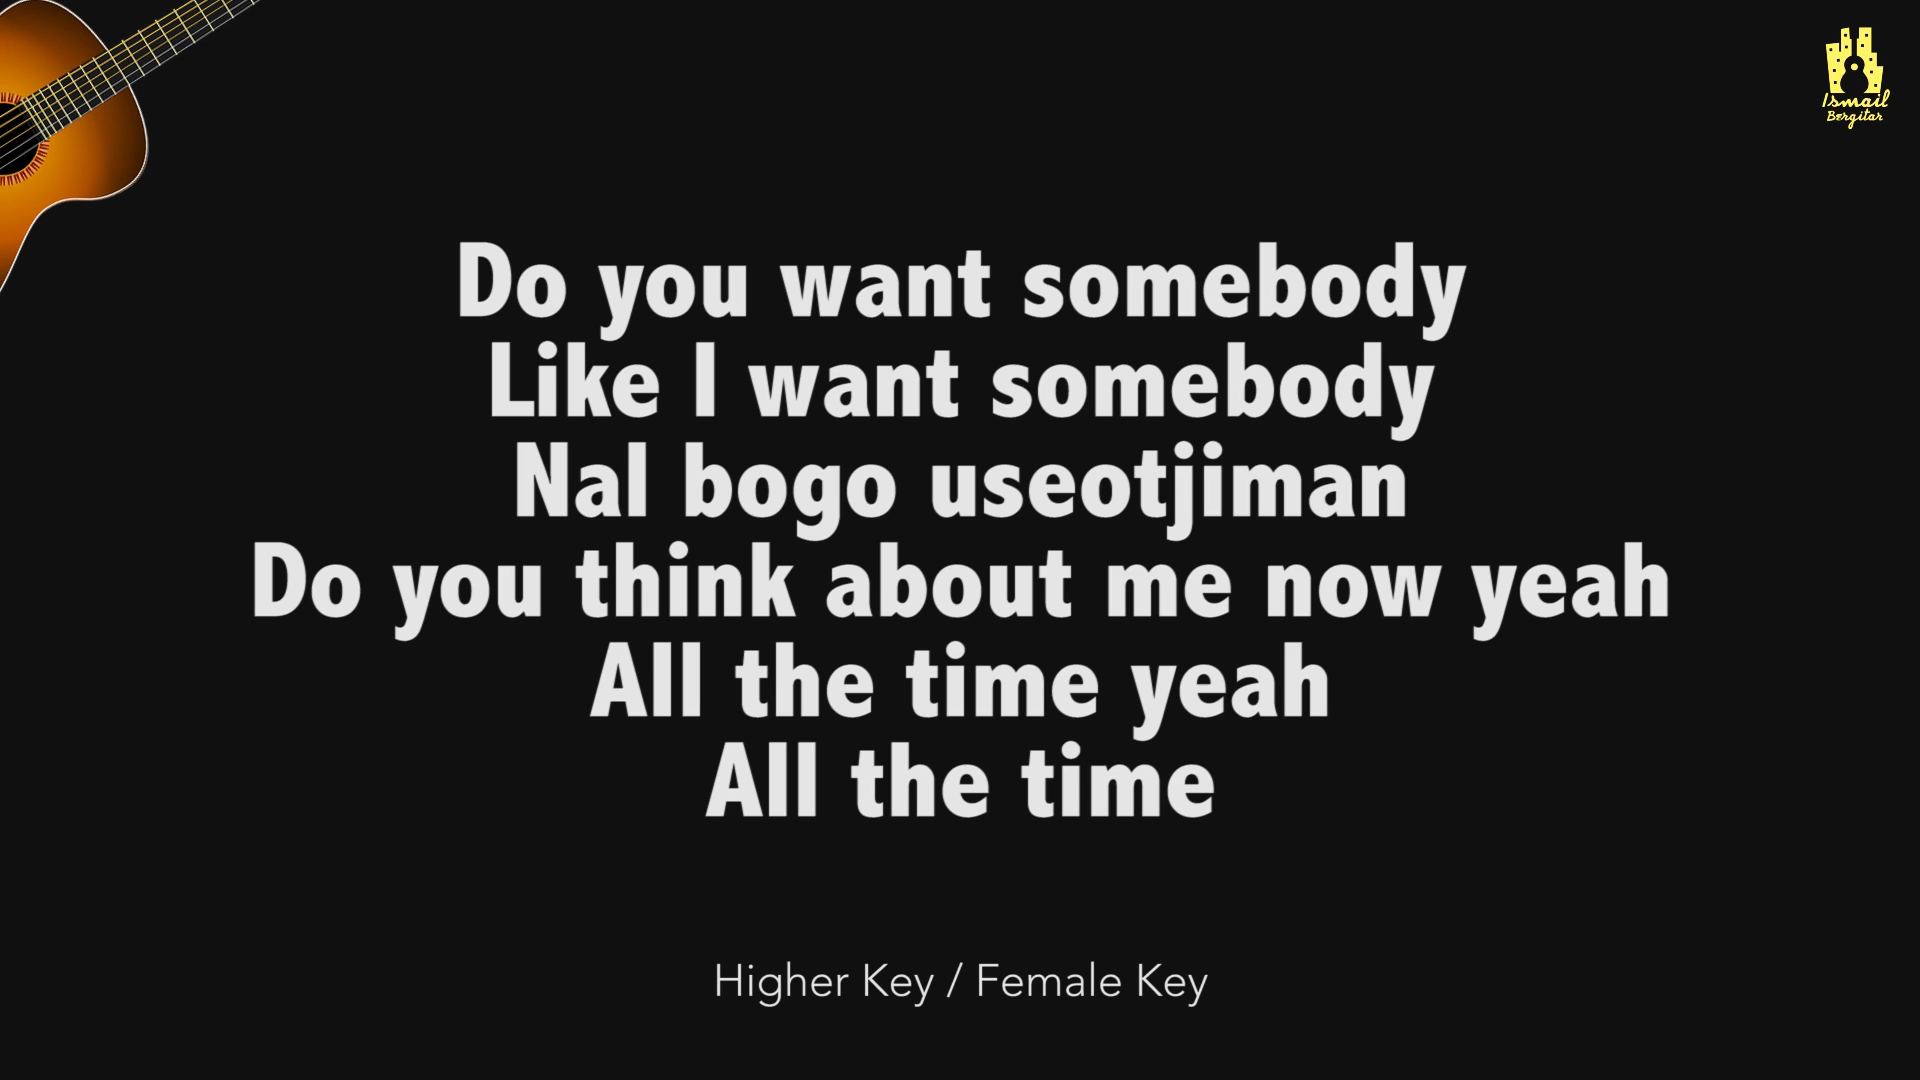 Ismail
Bergitar
Do you want somebody
Like I want somebody
Nal bogo useotjiman
Do you think about me now yeah
All the time yeah
All the time
Higher Key / Female Key